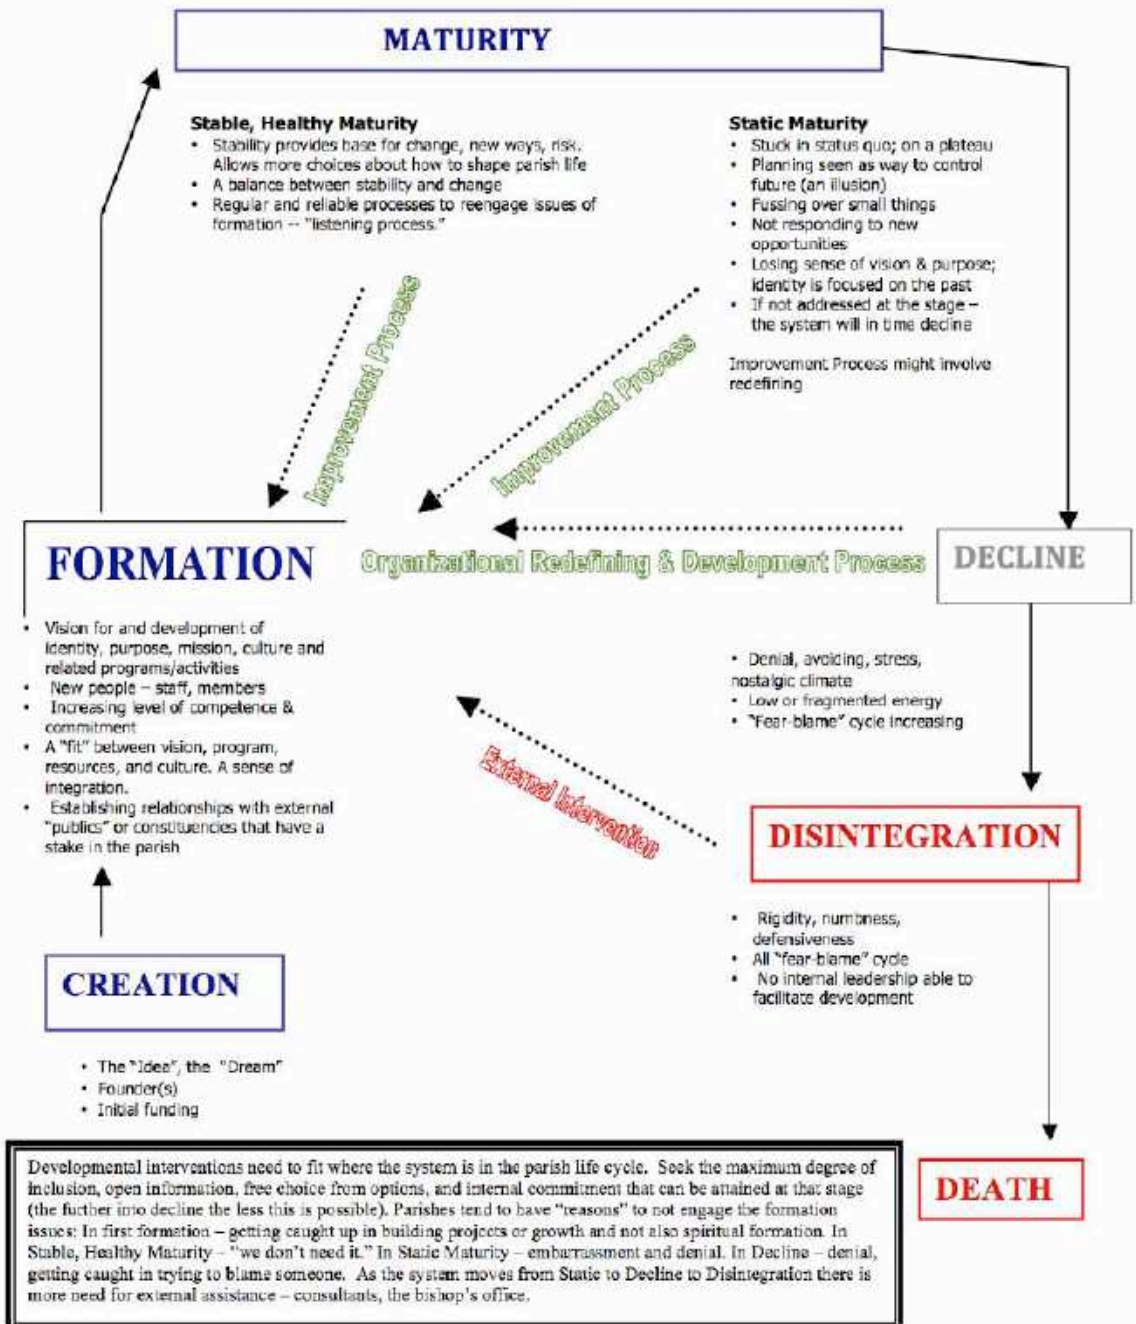 MATURITY
Stable, Healthy Maturity
• Stability provides base for change, new ways, risk.
Allows more choices about how to shape parish life
• A balance between stability and change
• Regular and reliable processes to reengage issues of
formation -- "listening process."
Static Maturity
• Stuck in status quo; on a plateau
• Planning seen as way to control
future (an illusion)
• Fussing over small things
• Not responding to new
opportunities
• Losing sense of vision & purpose;
identity is focused on the past
• If not addressed at the stage –
the system will in time decline
Improvement Process might involve
redefining
Improvement Process
Improvement Process
FORMATION
Organizational Redefining & Development Process
DECLINE
• Vision for and development of
identity, purpose, mission, culture and
related programs/activities
• New people – staff, members
• Increasing level of competence &
commitment
• A "fit" between vision, program,
resources, and culture. A sense of
integration.
• Establishing relationships with external
"publics" or constituencies that have a
stake in the parish
• Denial, avoiding, stress,
nostalgic climate
• Low or fragmented energy
• "Fear-blame" cycle increasing
External Intervention
DISINTEGRATION
• Rigidity, numbness,
defensiveness
• All "fear-blame" cycle
• No internal leadership able to
facilitate development
CREATION
• The "Idea", the "Dream"
• Founder(s)
• Initial funding
Developmental interventions need to fit where the system is in the parish life cycle. Seek the maximum degree of
inclusion, open information, free choice from options, and internal commitment that can be attained at that stage
(the further into decline the less this is possible). Parishes tend to have "reasons" to not engage the formation
issues: In first formation – getting caught up in building projects or growth and not also spiritual formation. In
Stable, Healthy Maturity – "we don't need it." In Static Maturity – embarrassment and denial. In Decline – denial,
getting caught in trying to blame someone. As the system moves from Static to Decline to Disintegration there is
more need for external assistance – consultants, the bishop's office.
DEATH